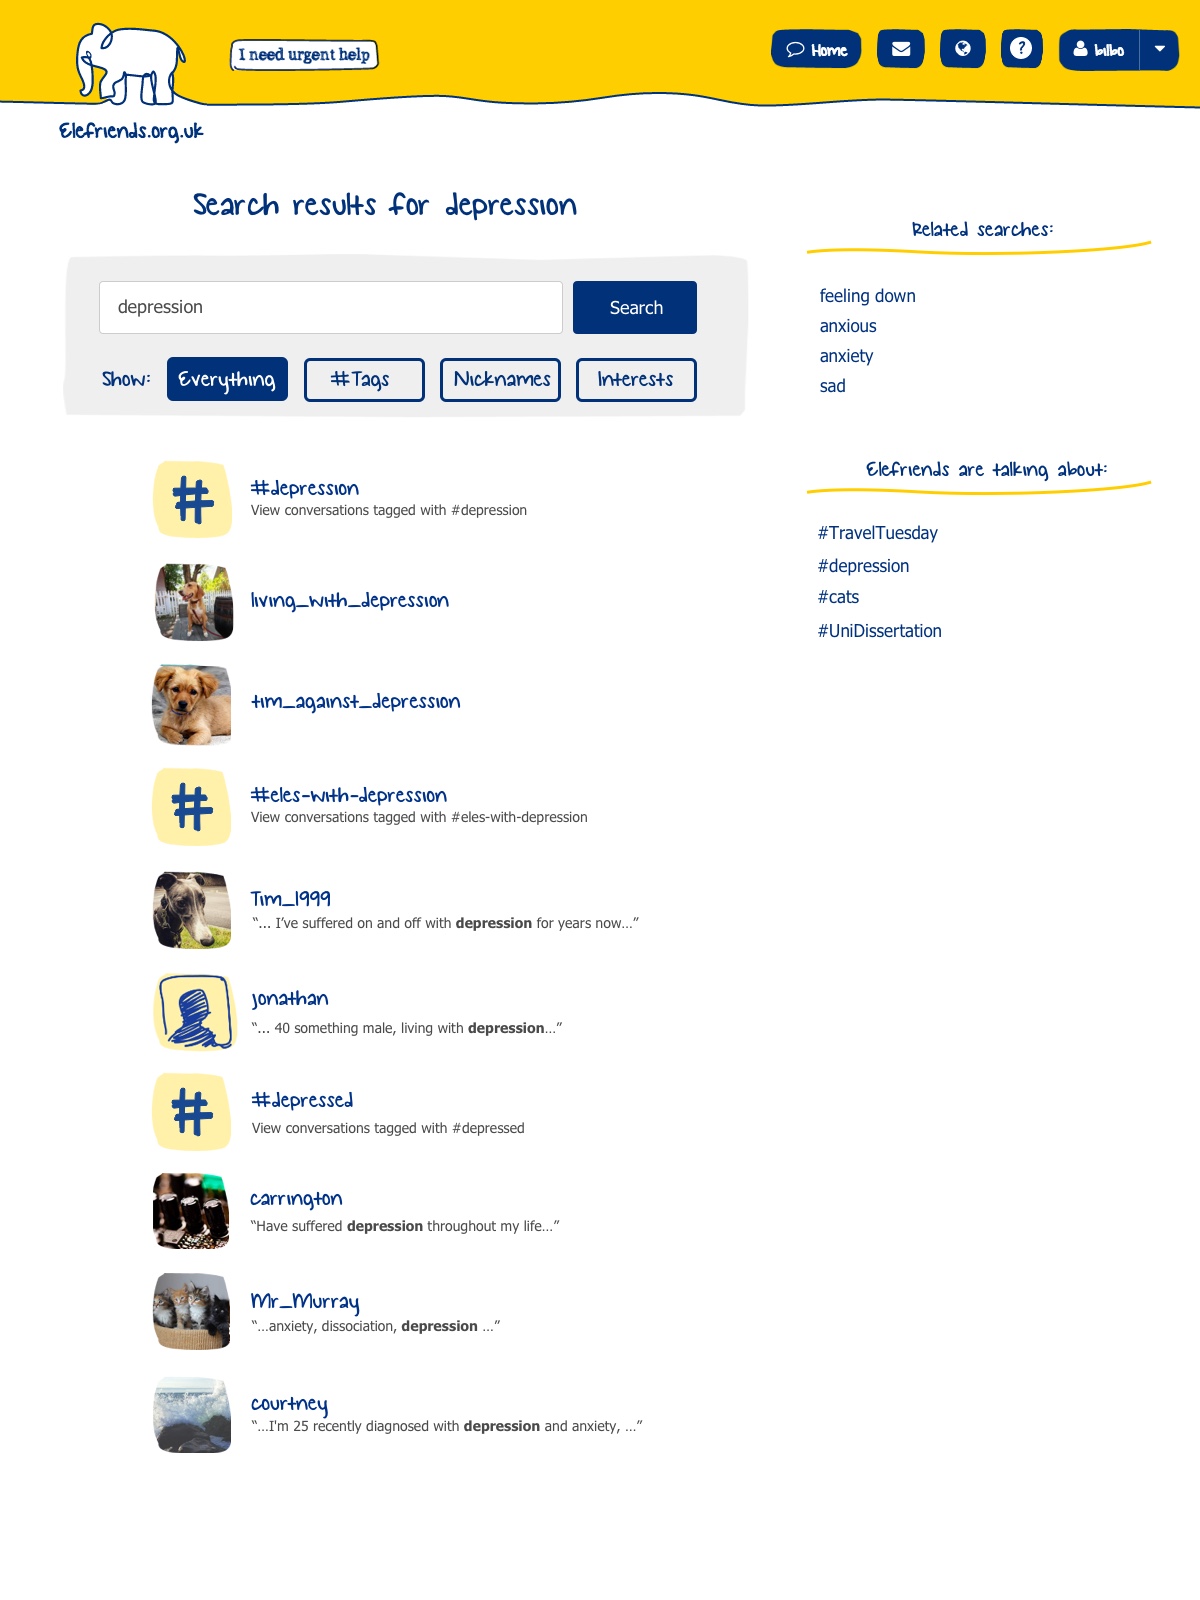 I need urgent help
Home
?
bilbo
Elefriends.org.uk
Search results for depression
depression
Search
Show:
Everything
#Tags
Nicknames
Interests
#
#depression
View conversations tagged with #depression
living_with_depression
tim_against_depression
#
#eles-with-depression
View conversations tagged with #eles-with-depression
Tim_1999
“... I’ve suffered on and off with depression for years now...”
jonathan
“... 40 something male, living with depression...”
#
#depressed
View conversations tagged with #depressed
carrington
“Have suffered depression throughout my life...”
Mr_Murray
“...anxiety, dissociation, depression ...”
courtney
“...I'm 25 recently diagnosed with depression and anxiety, ...”
Related searches:
feeling down
anxious
anxiety
sad
Elefriends are talking about:
#TravelTuesday
#depression
#cats
#UniDissertation